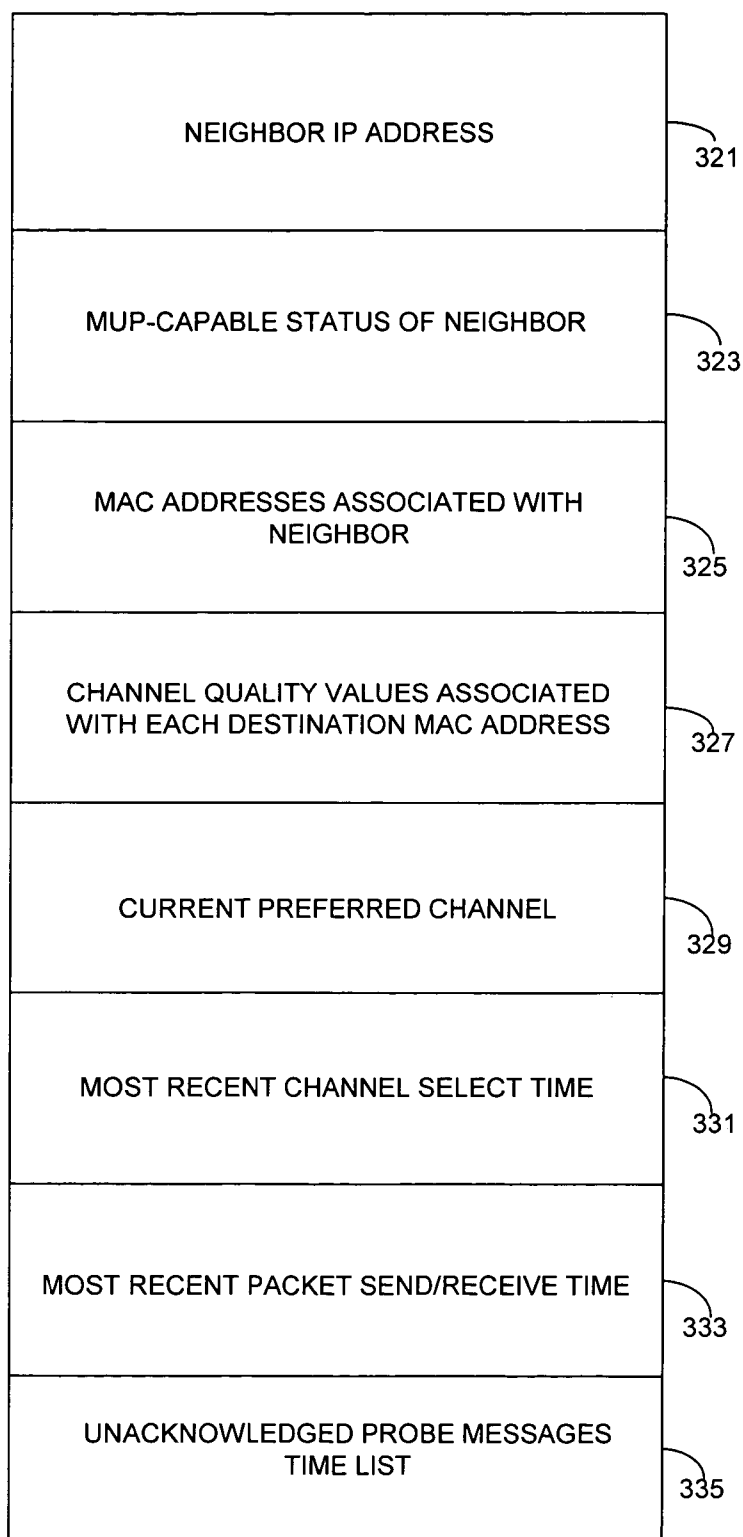 NEIGHBOR IP ADDRESS
321
MUP-CAPABLE STATUS OF NEIGHBOR
323
MAC ADDRESSES ASSOCIATED WITH
NEIGHBOR
325
CHANNEL QUALITY VALUES ASSOCIATED
WITH EACH DESTINATION MAC ADDRESS
327
CURRENT PREFERRED CHANNEL
329
MOST RECENT CHANNEL SELECT TIME
331
MOST RECENT PACKET SEND/RECEIVE TIME
333
UNACKNOWLEDGED PROBE MESSAGES
TIME LIST
335